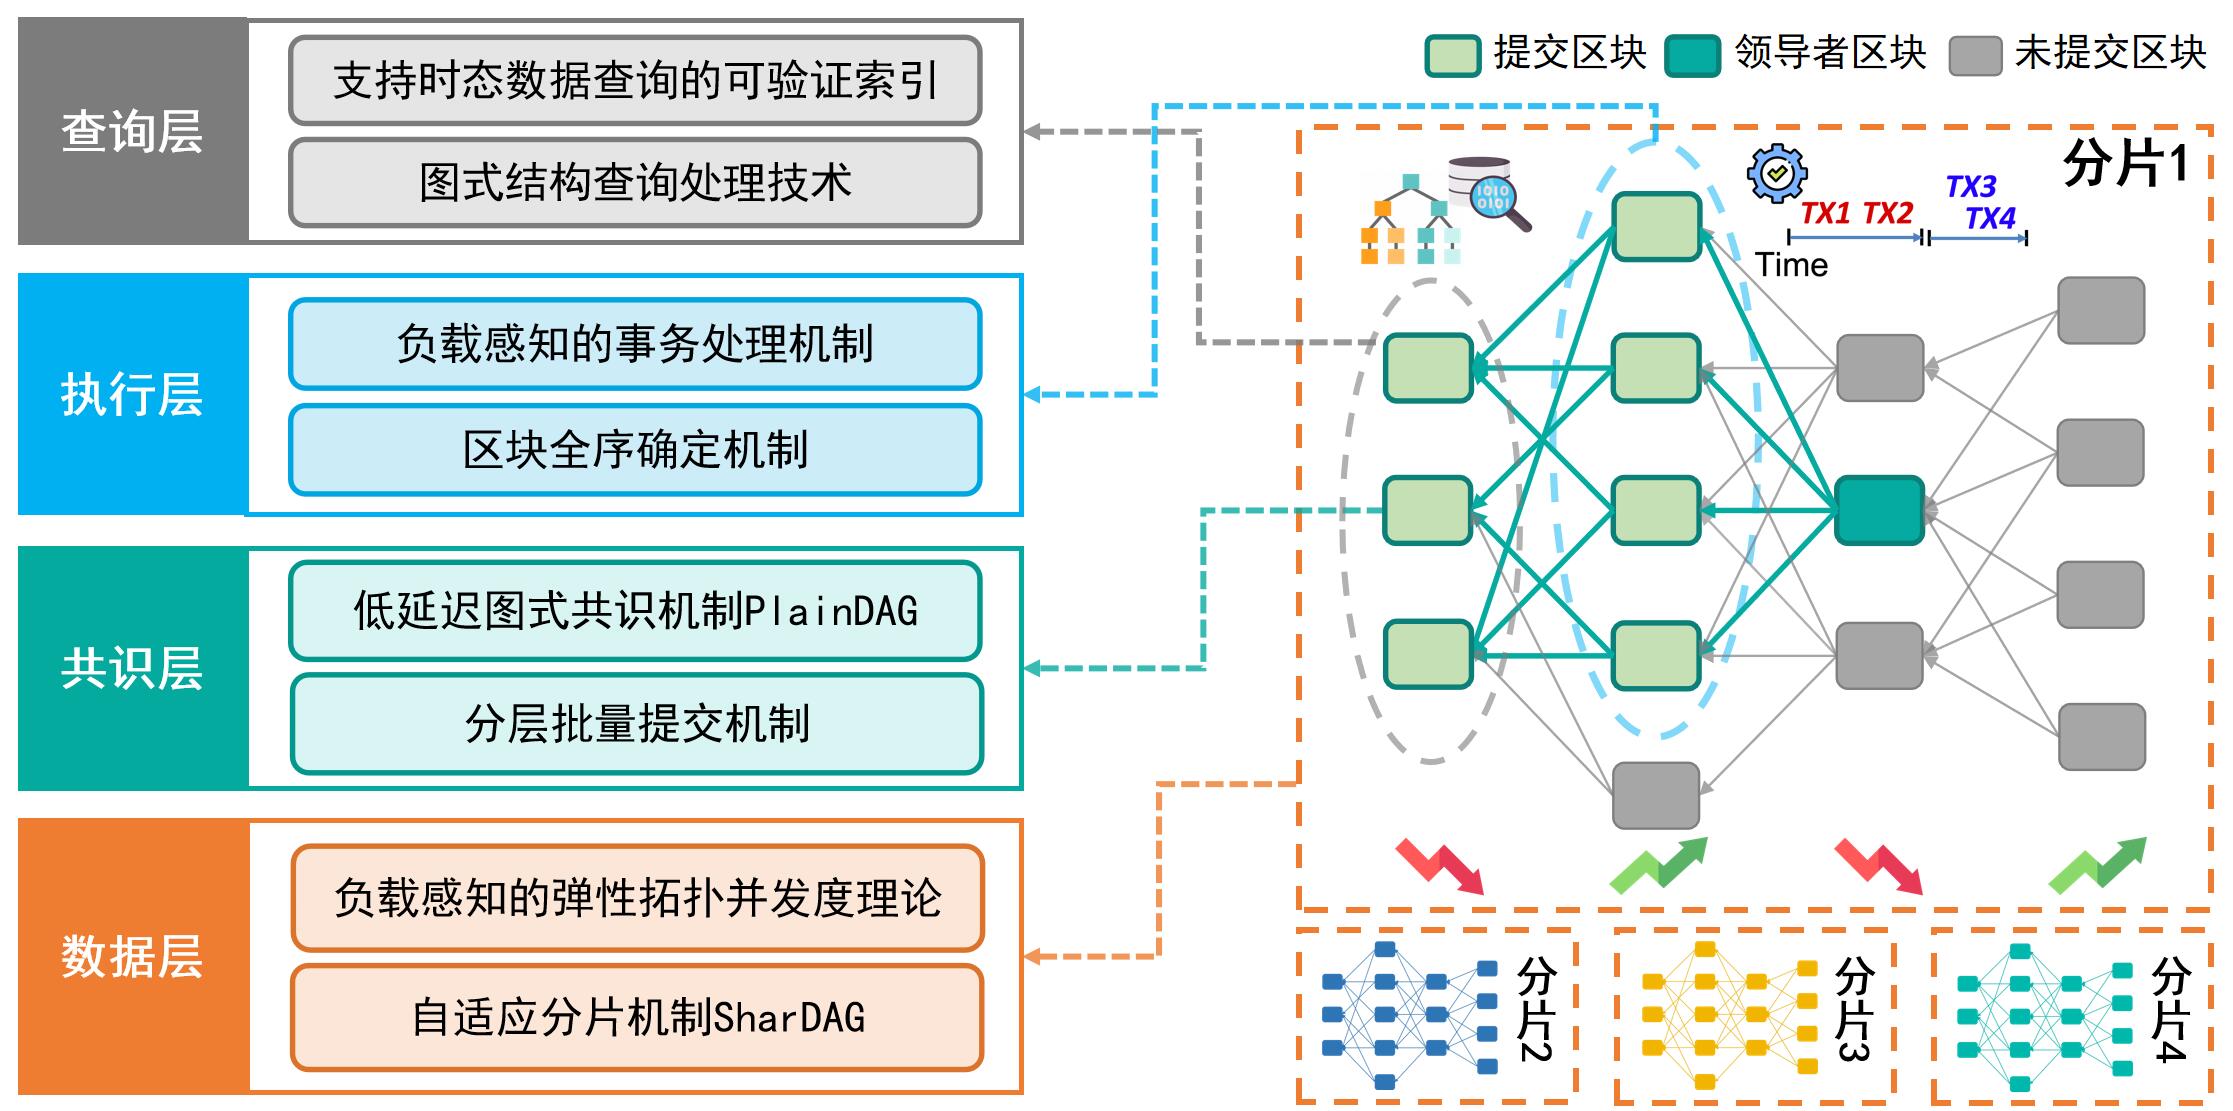 查询层
支持时态数据查询的可验证索引
图式结构查询处理技术
执行层
负载感知的事务处理机制
区块全序确定机制
共识层
低延迟图式共识机制PlainDAG
分层批量提交机制
数据层
负载感知的弹性拓扑并发度理论
自适应分片机制SharDAG
提交区块
领导者区块
未提交区块
分片1
1010
0101
TX1 TX2
TX3
TX4
Time
分片2
分片3
分片4